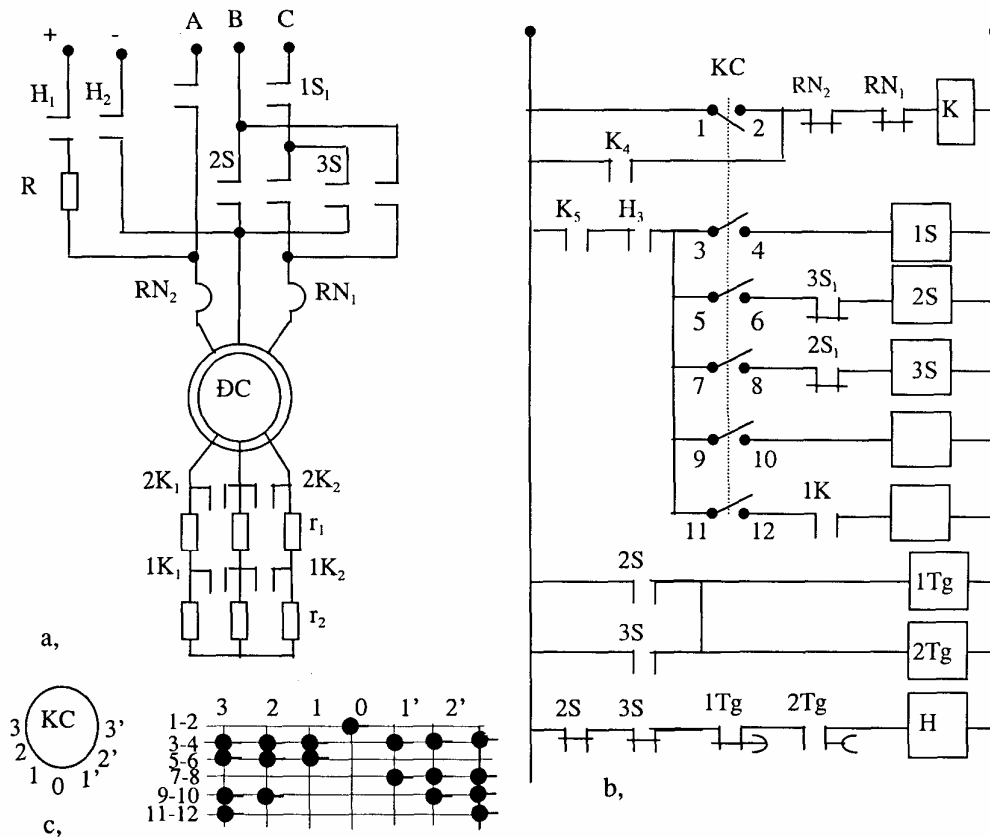 + - A B C
H₁ H₂ 1S₁
R 2S 3S
RN₂ RN₁
ĐC
2K₁ 2K₂
r₁
1K₁ 1K₂
r₂
a,
KC RN₂ RN₁
1 2 K
K₄
K₅ H₃
3 4 1S
3S₁
5 6 2S
2S₁
7 8 3S
9 10
1K
11 12
2S 1Tg
3S 2Tg
2S 3S 1Tg 2Tg H
b,
KC
3 2 1 0 1' 2' 3'
3 2 1 0 1' 2'
1-2
3-4
5-6
7-8
9-10
11-12
c,